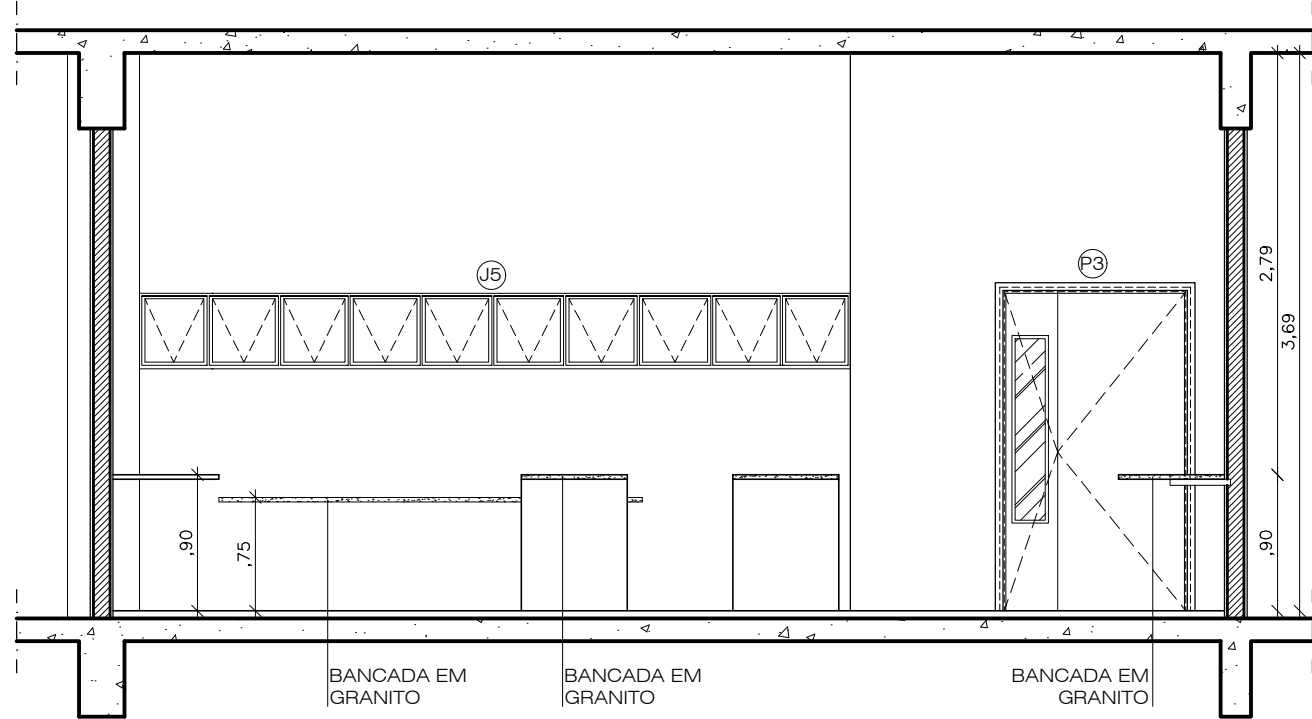 J5
P3
2,79
3,69
,90
,75
,90
BANCADA EM
GRANITO
BANCADA EM
GRANITO
BANCADA EM
GRANITO